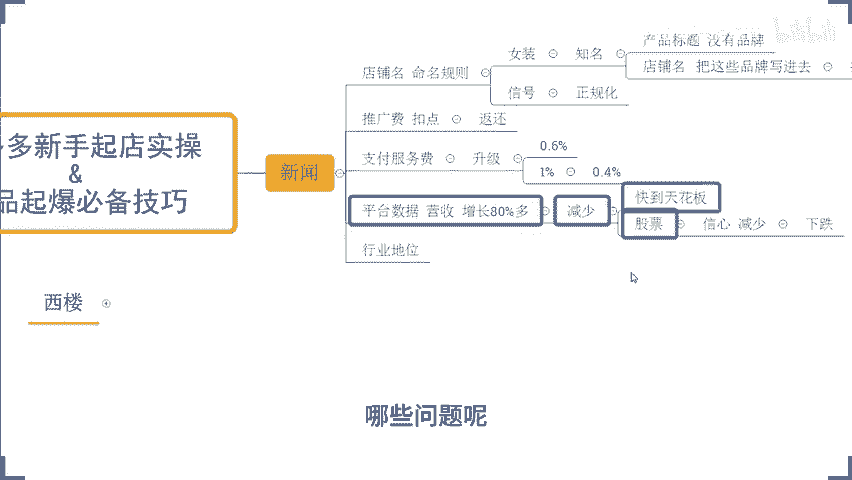 多新手起店实操
&
品起爆必备技巧
新闻
店铺名 命名规则
女装
知名
产品标题 没有品牌
店铺名 把这些品牌写进去
信号
正规化
推广费 扣点
返还
支付服务费
升级
0.6%
1%
0.4%
平台数据 营收 增长80%多
减少
快到天花板
股票
信心 减少
下跌
行业地位
西楼
哪些问题呢